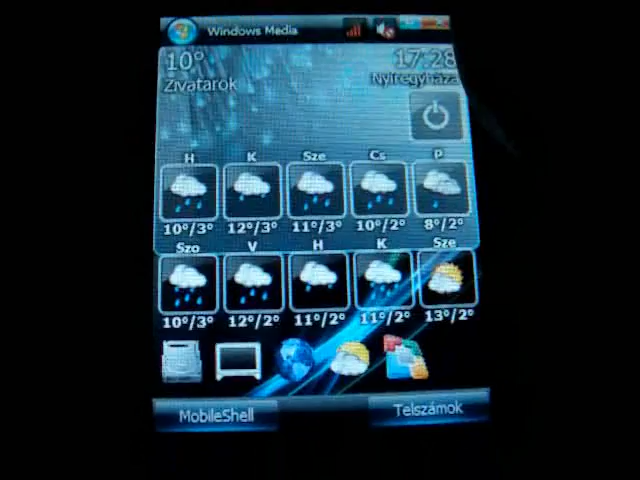 Windows Media
10° 17:28
Zivatarok Nyíregyháza
H K Sze Cs P
10°/3° 12°/3° 11°/3° 10°/2° 8°/2°
Szo V H K Sze
10°/3° 12°/2° 11°/2° 11°/2° 13°/2°
MobileShell Telszámok